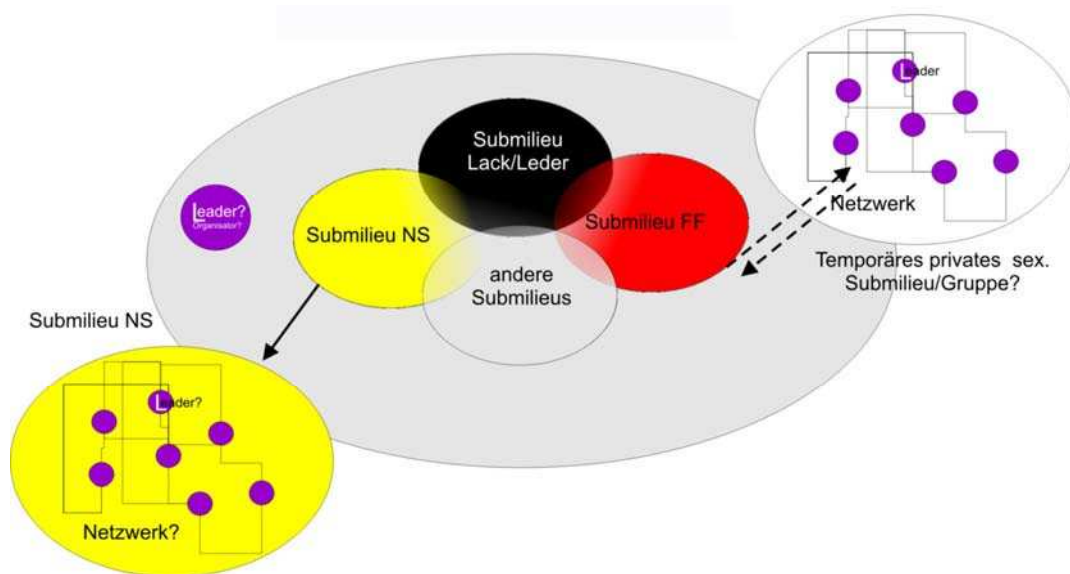 Leader
Netzwerk
Temporäres privates sex.
Submilieu/Gruppe?
Submilieu
Lack/Leder
Leader?
Organisator?
Submilieu NS
Submilieu FF
andere
Submilieus
Submilieu NS
Leader?
Netzwerk?